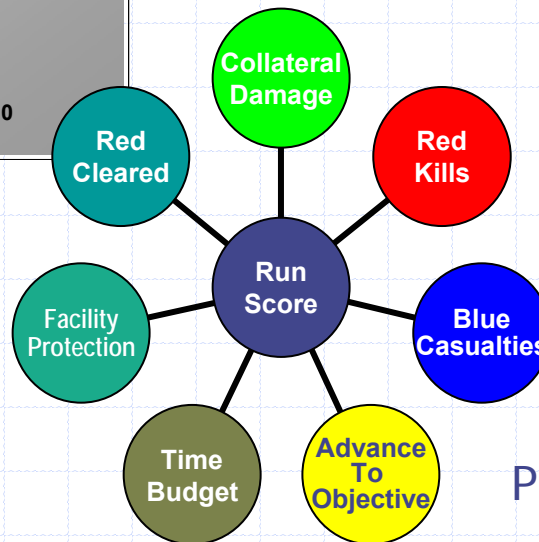 0
Collateral
Damage
Red
Cleared
Red
Kills
Run
Score
Facility
Protection
Blue
Casualties
Time
Budget
Advance
To
Objective
P